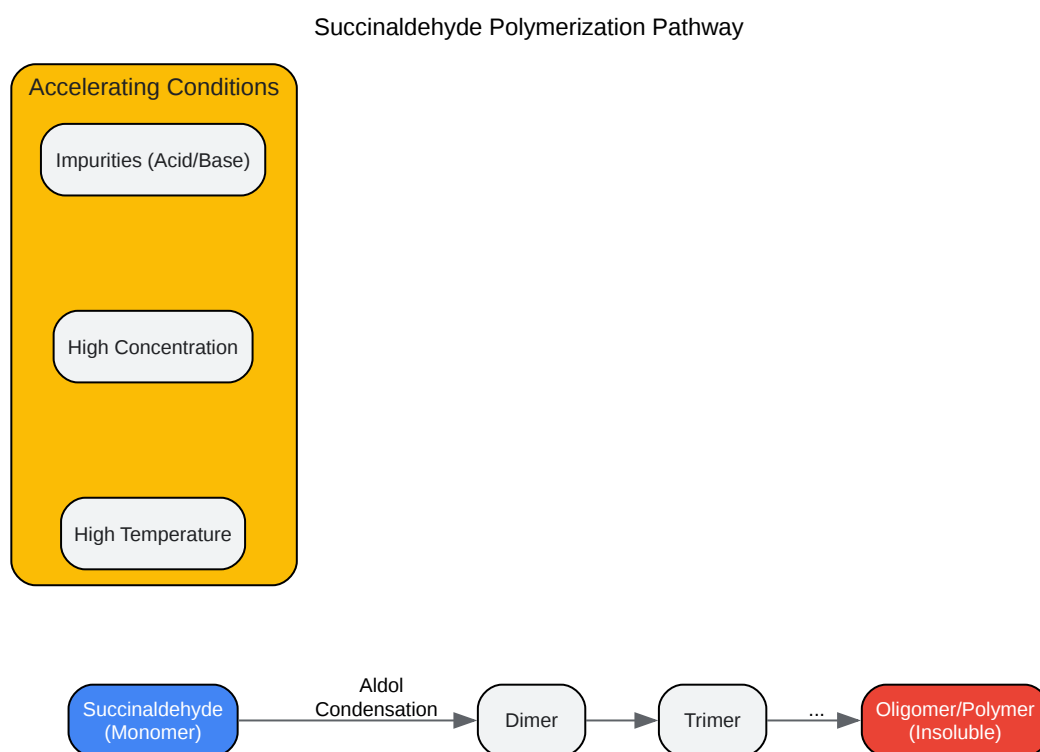 Succinaldehyde Polymerization Pathway
Accelerating Conditions
Impurities (Acid/Base)
High Concentration
High Temperature
Succinaldehyde
(Monomer)
Aldol
Condensation
Dimer
Trimer
...
Oligomer/Polymer
(Insoluble)